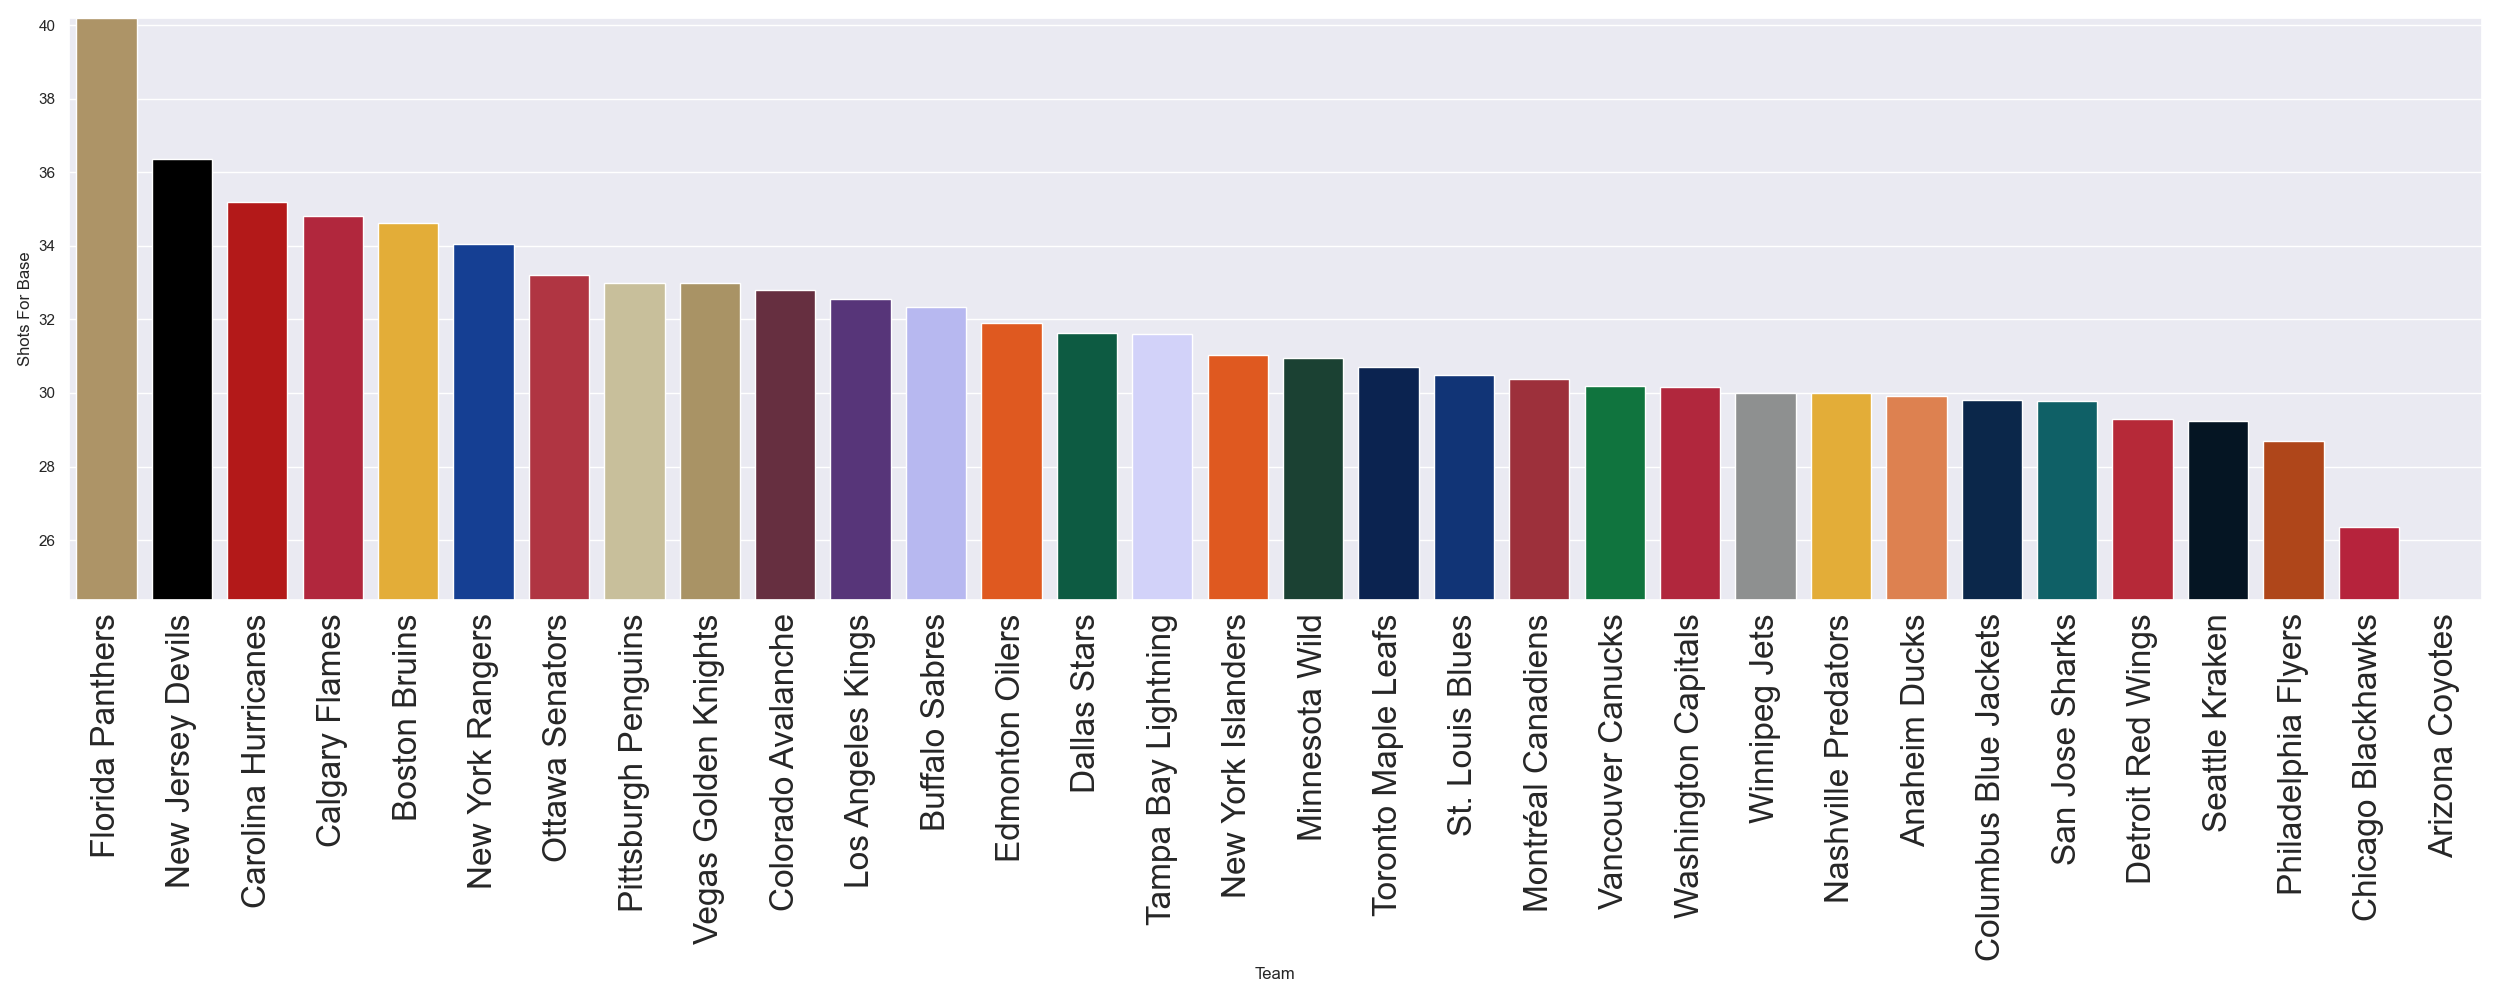 40
38
36
34
32
30
28
26
Shots For Base
Florida Panthers
New Jersey Devils
Carolina Hurricanes
Calgary Flames
Boston Bruins
New York Rangers
Ottawa Senators
Pittsburgh Penguins
Vegas Golden Knights
Colorado Avalanche
Los Angeles Kings
Buffalo Sabres
Edmonton Oilers
Dallas Stars
Tampa Bay Lightning
New York Islanders
Minnesota Wild
Toronto Maple Leafs
St. Louis Blues
Montréal Canadiens
Vancouver Canucks
Washington Capitals
Winnipeg Jets
Nashville Predators
Anaheim Ducks
Columbus Blue Jackets
San Jose Sharks
Detroit Red Wings
Seattle Kraken
Philadelphia Flyers
Chicago Blackhawks
Arizona Coyotes
Team